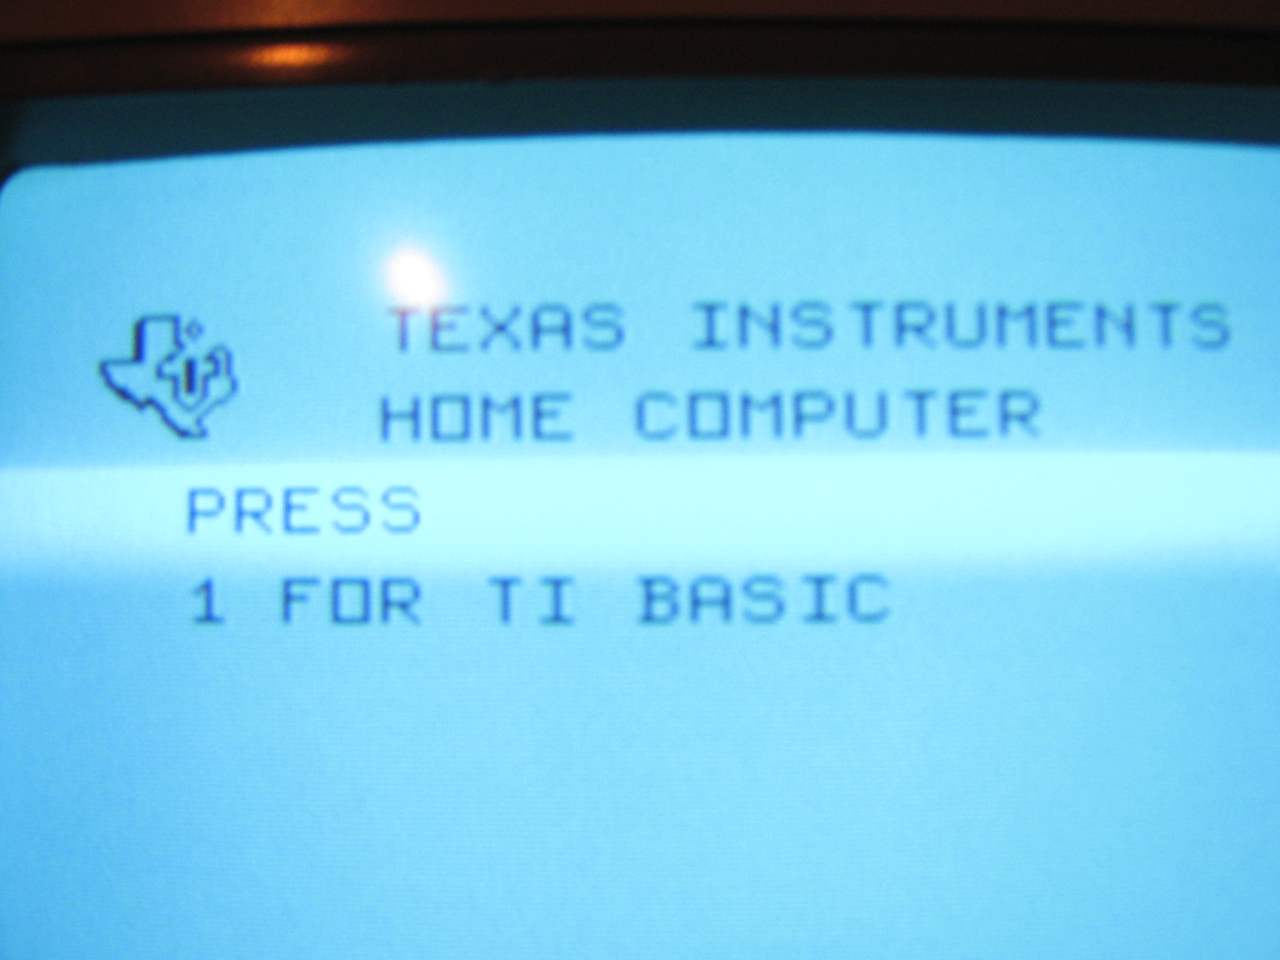 TEXAS INSTRUMENTS
HOME COMPUTER
PRESS
1 FOR TI BASIC